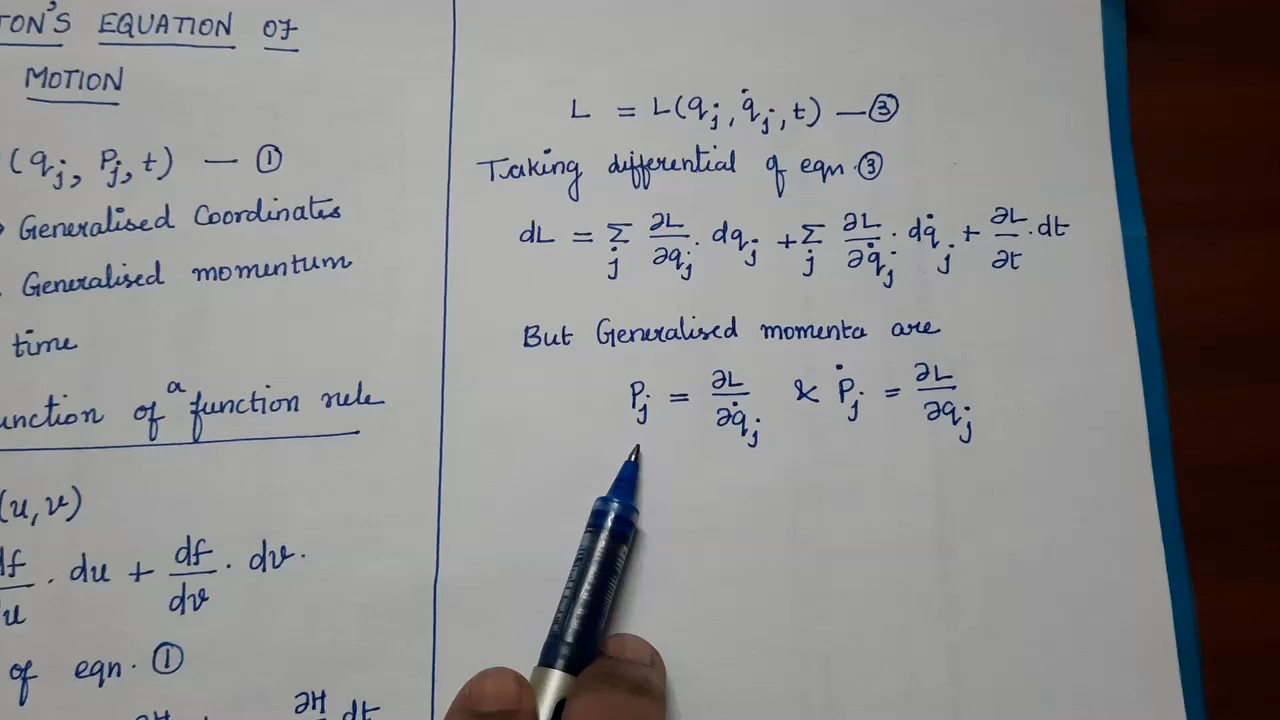 TON'S EQUATION OF
MOTION
(qj, Pj, t) — ①
Generalised Coordinates
Generalised momentum
time
unction of a function rule
(u, v)
df/u . du + df/dv . dv.
of eqn. ①
∂H ∂H dt
L = L(qj, q̇j, t) — ③
Taking differential of eqn. ③
dL = Σj ∂L/∂qj . dqj + Σj ∂L/∂q̇j . dq̇j + ∂L/∂t . dt
But Generalised momenta are
Pj = ∂L/∂q̇j & Ṗj = ∂L/∂qj